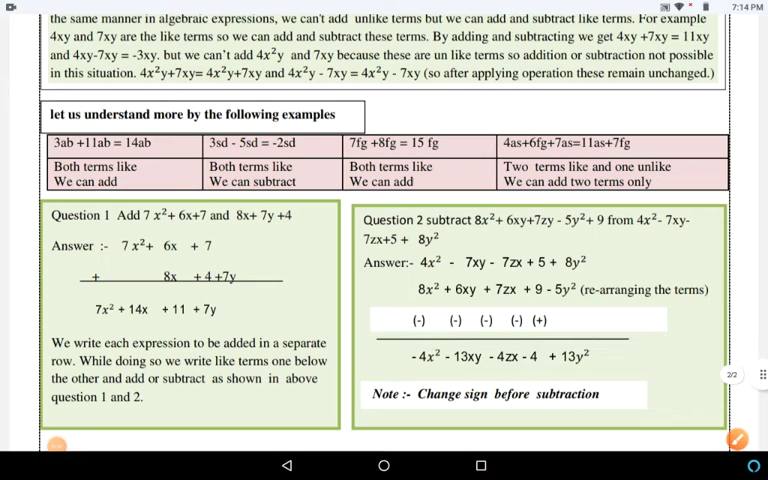 7:14 PM
the same manner in algebraic expressions, we can't add unlike terms but we can add and subtract like terms. For example
4xy and 7xy are the like terms so we can add and subtract these terms. By adding and subtracting we get 4xy +7xy = 11xy
and 4xy-7xy = -3xy. but we can't add 4x²y and 7xy because these are un like terms so addition or subtraction not possible
in this situation. 4x²y+7xy= 4x²y+7xy and 4x²y - 7xy = 4x²y - 7xy (so after applying operation these remain unchanged.)
let us understand more by the following examples
3ab +11ab = 14ab 3sd - 5sd = -2sd 7fg +8fg = 15 fg 4as+6fg+7as=11as+7fg
Both terms like Both terms like Both terms like Two terms like and one unlike
We can add We can subtract We can add We can add two terms only
Question 1 Add 7 x²+ 6x+7 and 8x+ 7y +4
Answer :- 7 x²+ 6x + 7
+ 8x + 4 +7y
7x² + 14x + 11 + 7y
We write each expression to be added in a separate
row. While doing so we write like terms one below
the other and add or subtract as shown in above
question 1 and 2.
Question 2 subtract 8x²+ 6xy+7zy - 5y²+ 9 from 4x²- 7xy-
7zx+5 + 8y²
Answer:- 4x² - 7xy - 7zx + 5 + 8y²
8x² + 6xy + 7zx + 9 - 5y² (re-arranging the terms)
(-) (-) (-) (-) (+)
- 4x² - 13xy - 4zx - 4 + 13y²
Note :- Change sign before subtraction
2/2